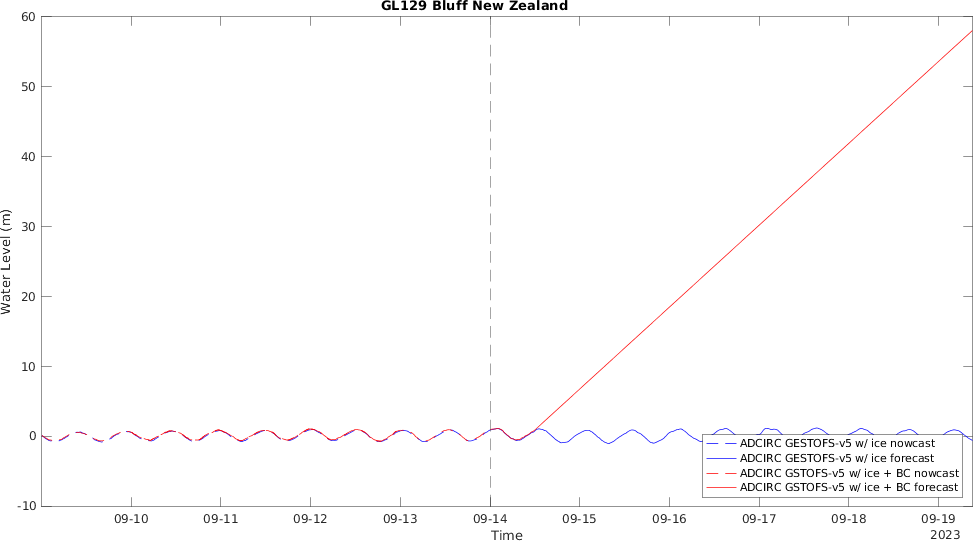 GL129 Bluff New Zealand
60
50
40
30
20
10
0
-10
Water Level (m)
ADCIRC GESTOFS-v5 w/ ice nowcast
ADCIRC GESTOFS-v5 w/ ice forecast
ADCIRC GSTOFS-v5 w/ ice + BC nowcast
ADCIRC GSTOFS-v5 w/ ice + BC forecast
09-10 09-11 09-12 09-13 09-14 09-15 09-16 09-17 09-18 09-19
Time
2023